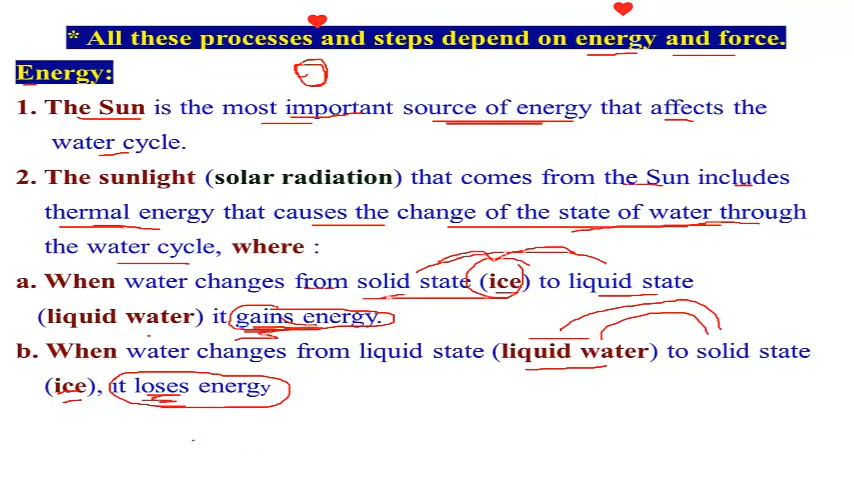 * All these processes and steps depend on energy and force.
Energy:
1. The Sun is the most important source of energy that affects the
water cycle.
2. The sunlight (solar radiation) that comes from the Sun includes
thermal energy that causes the change of the state of water through
the water cycle, where :
a. When water changes from solid state (ice) to liquid state
(liquid water) it gains energy.
b. When water changes from liquid state (liquid water) to solid state
(ice), it loses energy